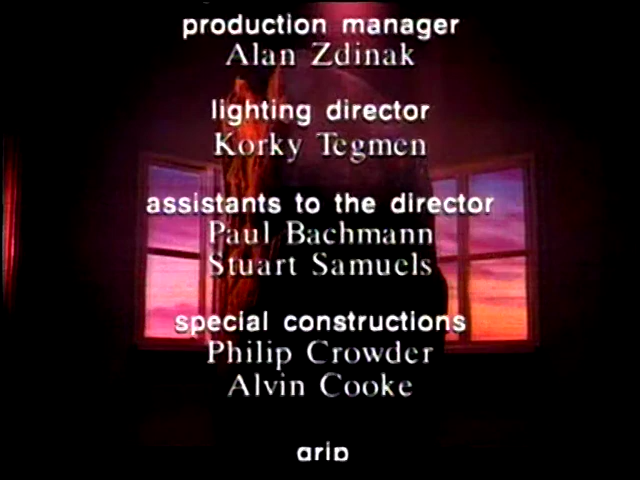 production manager
Alan Zdinak
lighting director
Korky Tegmen
assistants to the director
Paul Bachmann
Stuart Samuels
special constructions
Philip Crowder
Alvin Cooke
grip